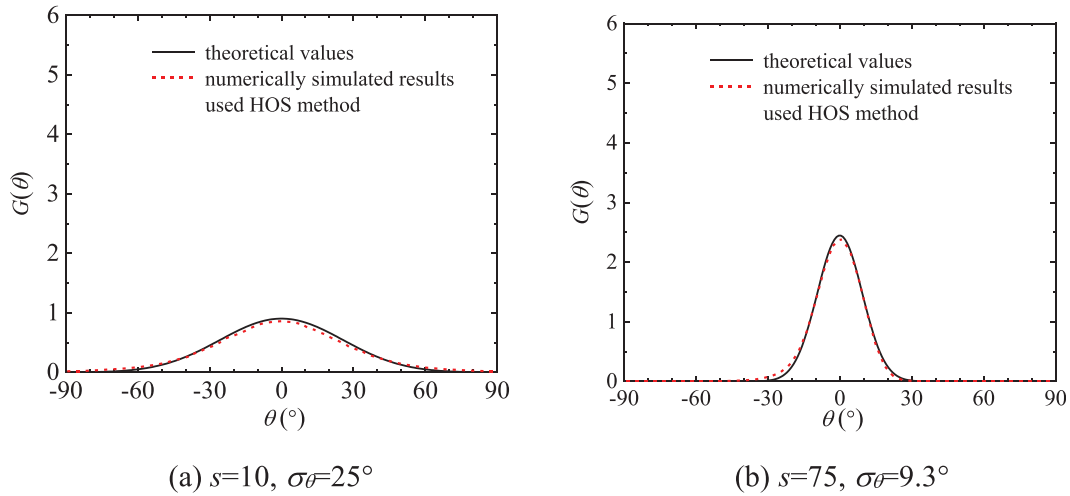 6
5
4
3
2
1
0
G(θ)
theoretical values
numerically simulated results
used HOS method
-90 -60 -30 0 30 60 90
θ (°)
(a) s=10, σθ=25°
6
5
4
3
2
1
0
G(θ)
theoretical values
numerically simulated results
used HOS method
-90 -60 -30 0 30 60 90
θ (°)
(b) s=75, σθ=9.3°